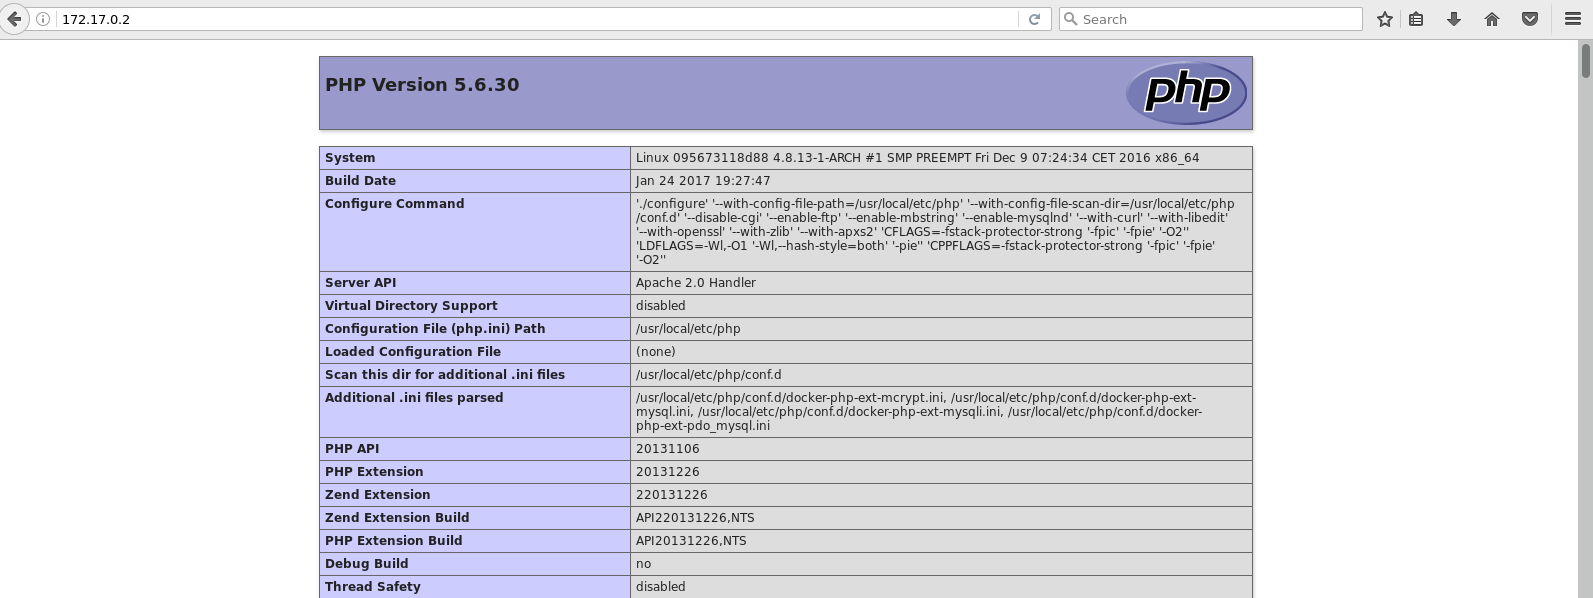 172.17.0.2
Search
PHP Version 5.6.30
php
System Linux 095673118d88 4.8.13-1-ARCH #1 SMP PREEMPT Fri Dec 9 07:24:34 CET 2016 x86_64
Build Date Jan 24 2017 19:27:47
Configure Command './configure' '--with-config-file-path=/usr/local/etc/php' '--with-config-file-scan-dir=/usr/local/etc/php
/conf.d' '--disable-cgi' '--enable-ftp' '--enable-mbstring' '--enable-mysqlnd' '--with-curl' '--with-libedit'
'--with-openssl' '--with-zlib' '--with-apxs2' 'CFLAGS=-fstack-protector-strong '-fpic' '-fpie' '-O2''
'LDFLAGS=-Wl,-O1 '-Wl,--hash-style=both' '-pie'' 'CPPFLAGS=-fstack-protector-strong '-fpic' '-fpie'
'-O2''
Server API Apache 2.0 Handler
Virtual Directory Support disabled
Configuration File (php.ini) Path /usr/local/etc/php
Loaded Configuration File (none)
Scan this dir for additional .ini files /usr/local/etc/php/conf.d
Additional .ini files parsed /usr/local/etc/php/conf.d/docker-php-ext-mcrypt.ini, /usr/local/etc/php/conf.d/docker-php-ext-
mysql.ini, /usr/local/etc/php/conf.d/docker-php-ext-mysqli.ini, /usr/local/etc/php/conf.d/docker-
php-ext-pdo_mysql.ini
PHP API 20131106
PHP Extension 20131226
Zend Extension 220131226
Zend Extension Build API220131226,NTS
PHP Extension Build API20131226,NTS
Debug Build no
Thread Safety disabled